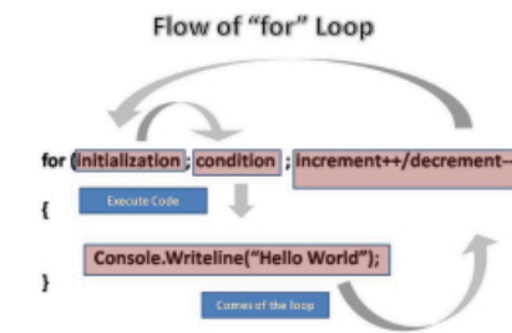 Flow of “for” Loop
for (initialization ; condition ; increment++/decrement--
Execute Code
{
Console.Writeline(“Hello World”);
}
Comes of the loop